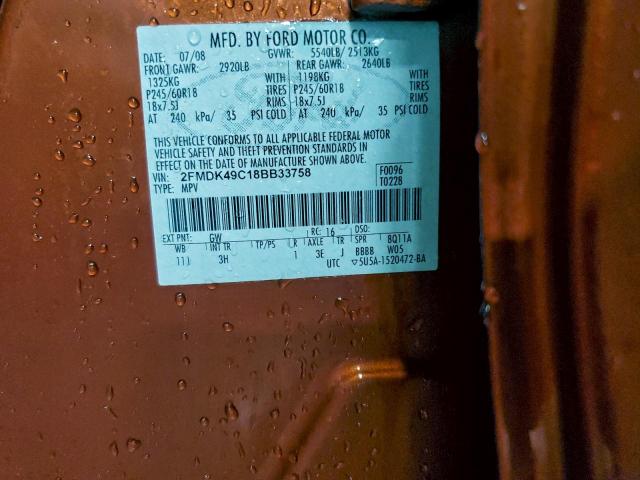 MFD. BY FORD MOTOR CO.
DATE: 07/08 GVWR: 5540LB/ 2513KG
FRONT GAWR: 2920LB REAR GAWR: 2640LB
1325KG WITH 1198KG WITH
P245/60R18 TIRES P245/60R18 TIRES
18x7.5J RIMS 18x7.5J RIMS
AT 240 kPa/ 35 PSI COLD AT 240 kPa/ 35 PSI COLD
THIS VEHICLE CONFORMS TO ALL APPLICABLE FEDERAL MOTOR
VEHICLE SAFETY AND THEFT PREVENTION STANDARDS IN
EFFECT ON THE DATE OF MANUFACTURE SHOWN ABOVE.
VIN: 2FMDK49C18BB33758 F0096
TYPE: MPV T0228
EXT PNT: GW RC: 16 DSO:
WB INT TR TP/PS R AXLE TR SPR 8Q11A
111 3H 1 3E J BBBB W05
UTC ▽5U5A-1520472-BA